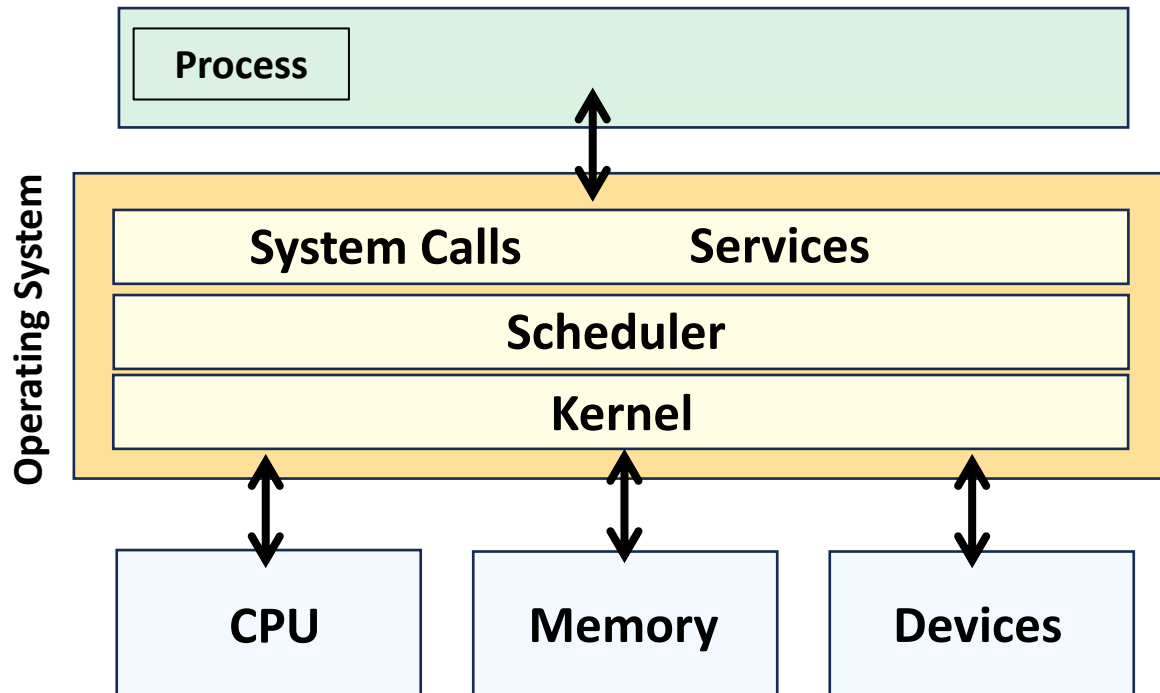 Process
Operating System
System Calls
Services
Scheduler
Kernel
CPU
Memory
Devices